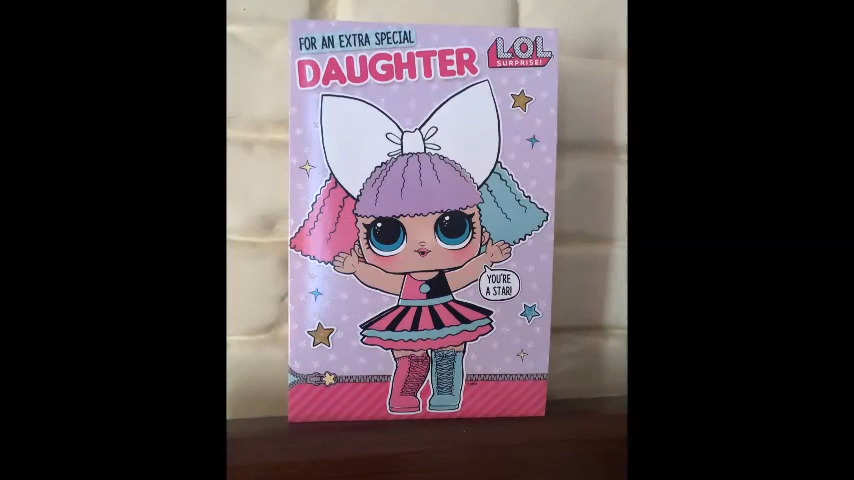 FOR AN EXTRA SPECIAL
DAUGHTER
L.O.L
SURPRISE!
YOU'RE
A STAR!